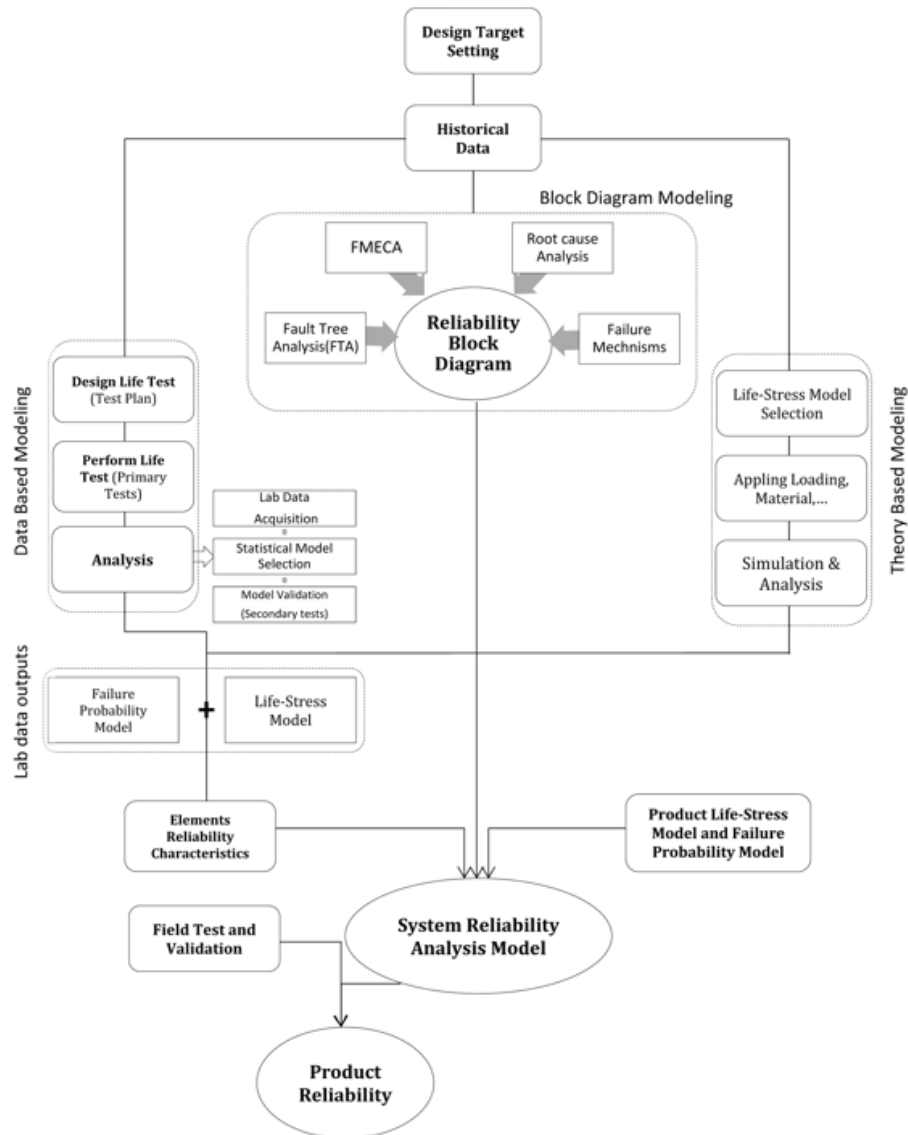 Design Target
Setting
Historical
Data
Block Diagram Modeling
FMECA
Root cause
Analysis
Fault Tree
Analysis(FTA)
Reliability
Block
Diagram
Failure
Mechnisms
Data Based Modeling
Design Life Test
(Test Plan)
Perform Life
Test (Primary
Tests)
Analysis
Lab Data
Acquisition
Statistical Model
Selection
Model Validation
(Secondary tests)
Life-Stress Model
Selection
Appling Loading,
Material,...
Simulation &
Analysis
Theory Based Modeling
Lab data outputs
Failure
Probability
Model
+
Life-Stress
Model
Elements
Reliability
Characteristics
Product Life-Stress
Model and Failure
Probability Model
System Reliability
Analysis Model
Field Test and
Validation
Product
Reliability